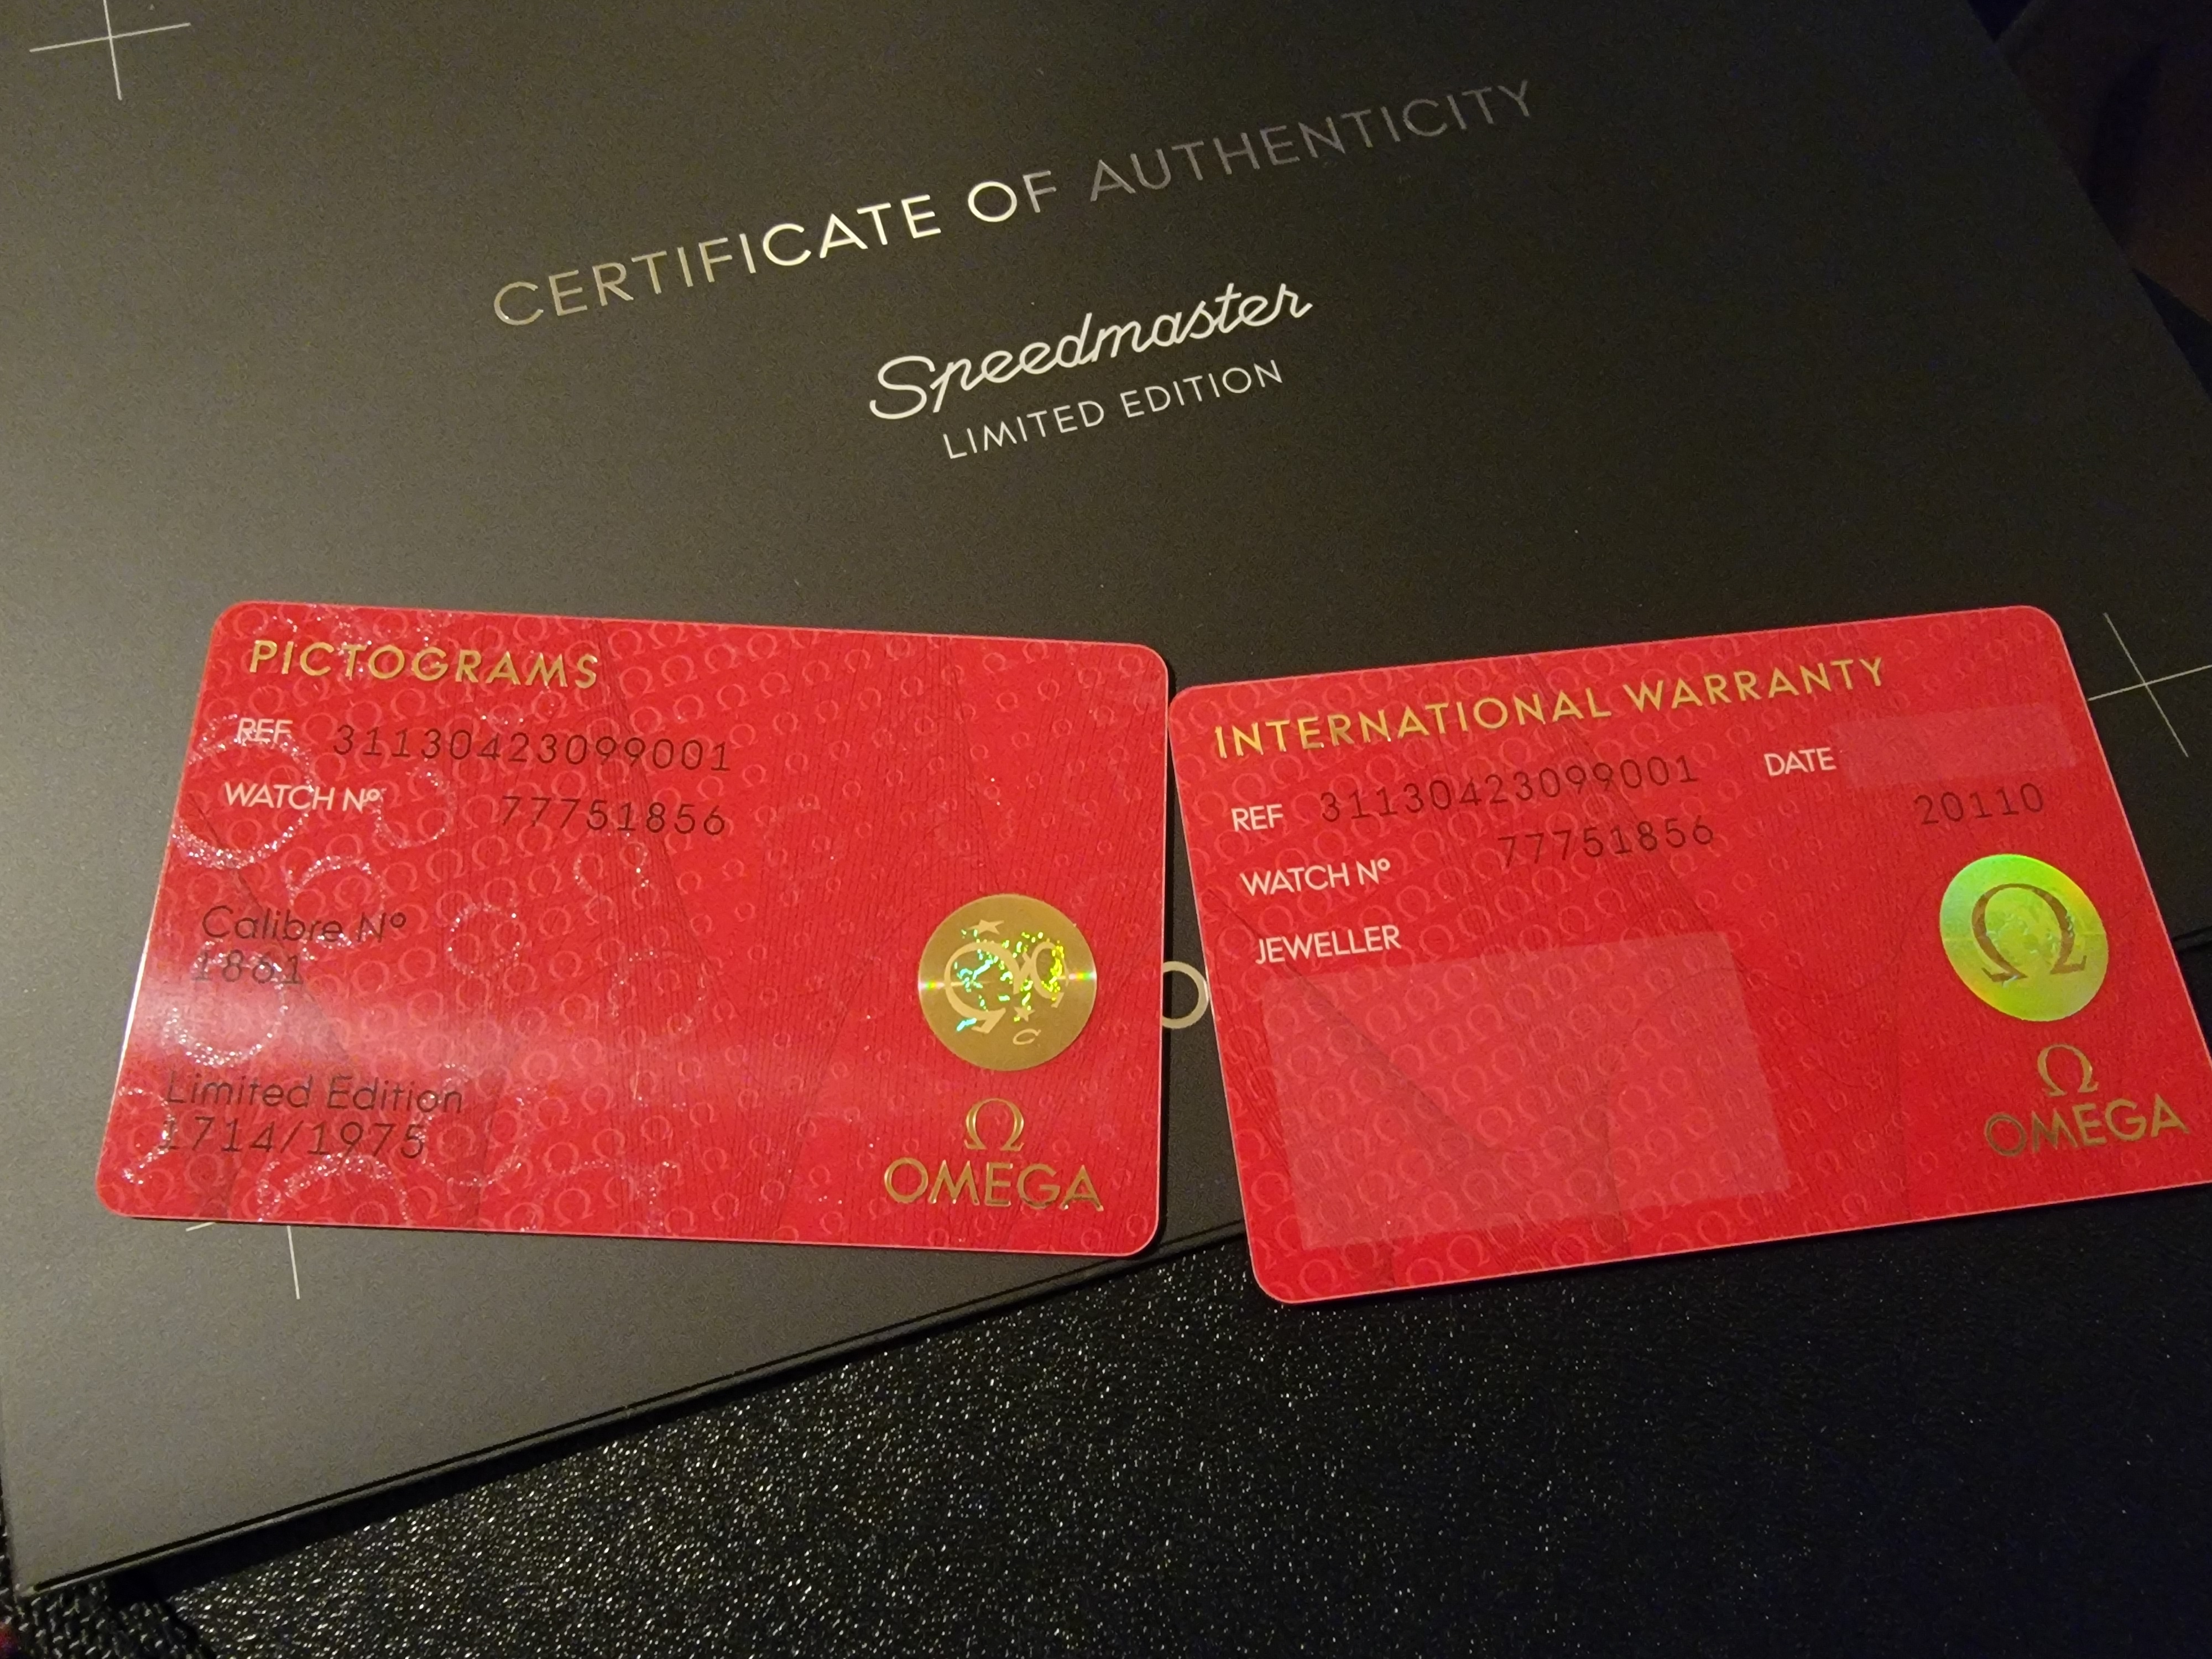 CERTIFICATE OF AUTHENTICITY
Speedmaster
LIMITED EDITION
PICTOGRAMS
REF 31130423099001
WATCH Nº 77751856
Calibre Nº
1861
Limited Edition
1714/1975
Ω
OMEGA
INTERNATIONAL WARRANTY
REF 31130423099001 DATE
20110
WATCH Nº 77751856
JEWELLER
Ω
Ω
OMEGA